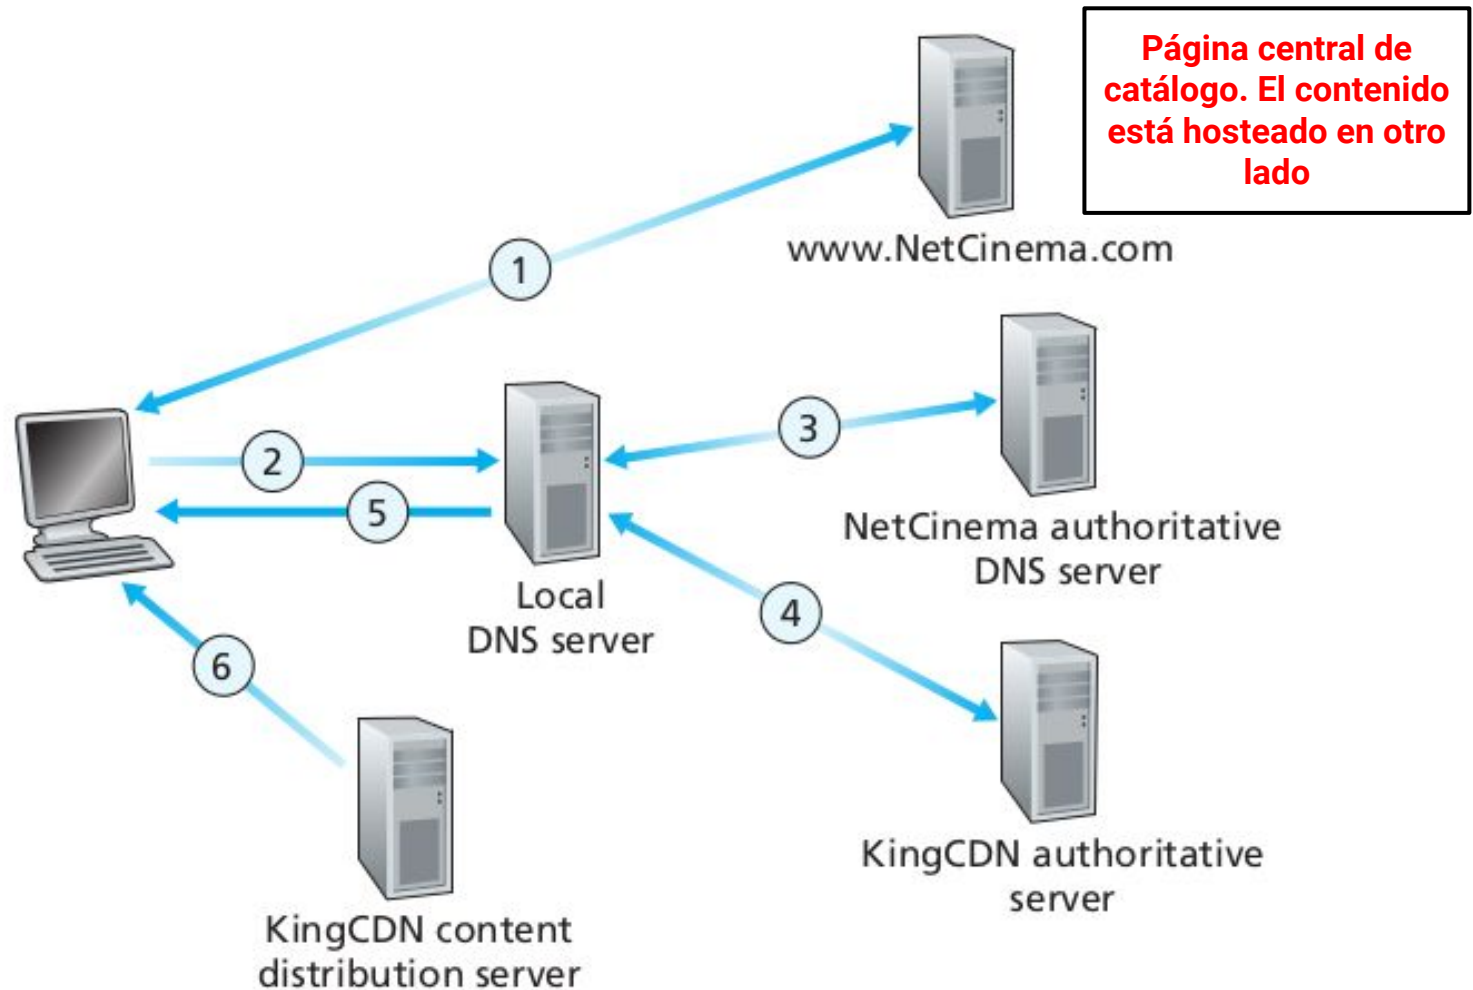 Página central de
catálogo. El contenido
está hosteado en otro
lado
www.NetCinema.com
1
3
2
5
NetCinema authoritative
DNS server
Local
DNS server
4
6
KingCDN authoritative
server
KingCDN content
distribution server